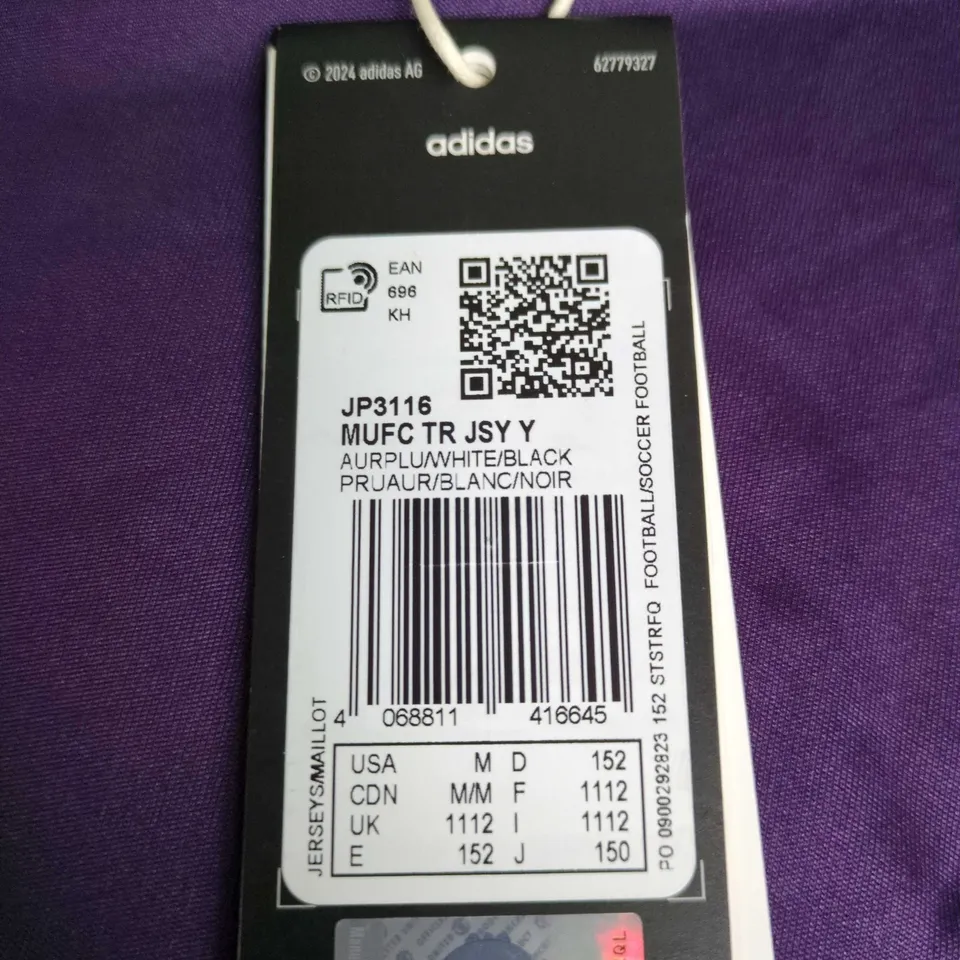 © 2024 adidas AG
62779327
adidas
RFID
EAN
696
KH
JP3116
MUFC TR JSY Y
AURPLU/WHITE/BLACK
PRUAUR/BLANC/NOIR
4 068811 416645
JERSEYS/MAILLOT
PO 0900292823 152 STSTRFQ FOOTBALL/SOCCER FOOTBALL
USA M D 152
CDN M/M F 1112
UK 1112 I 1112
E 152 J 150